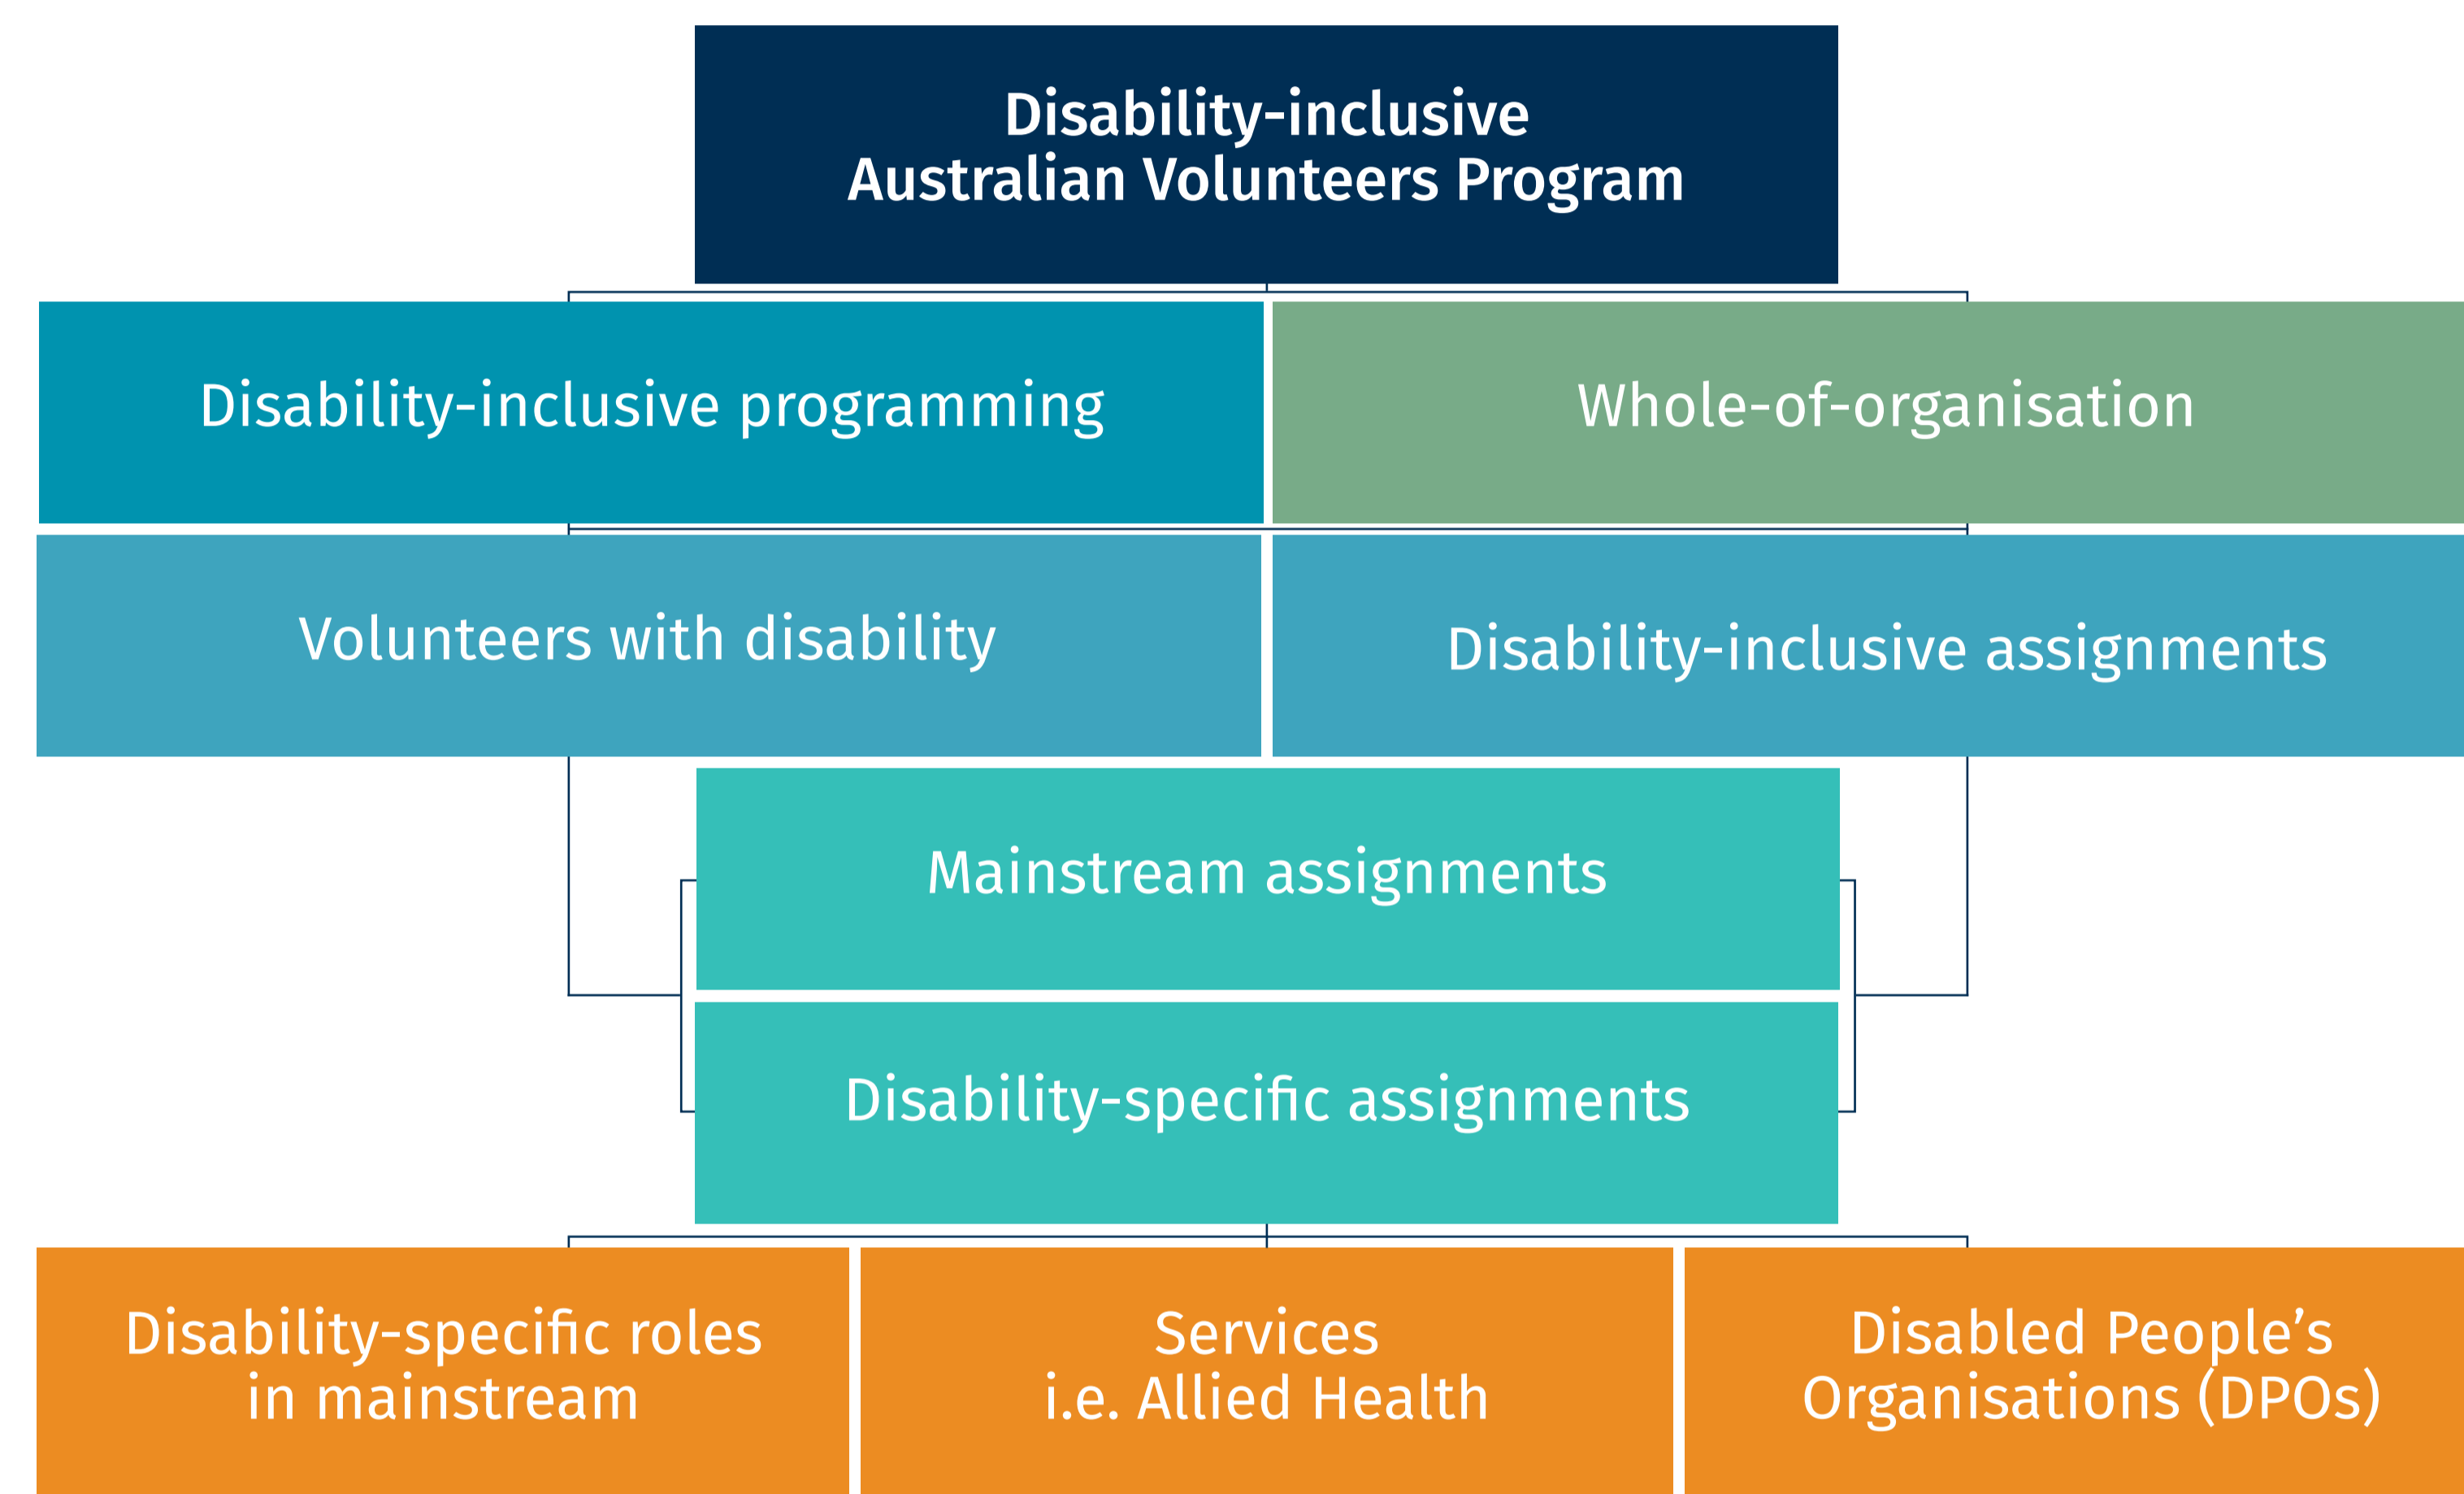 Disability-inclusive
Australian Volunteers Program
Disability-inclusive programming
Whole-of-organisation
Volunteers with disability
Disability-inclusive assignments
Mainstream assignments
Disability-specific assignments
Disability-specific roles
in mainstream
Services
i.e. Allied Health
Disabled People’s
Organisations (DPOs)